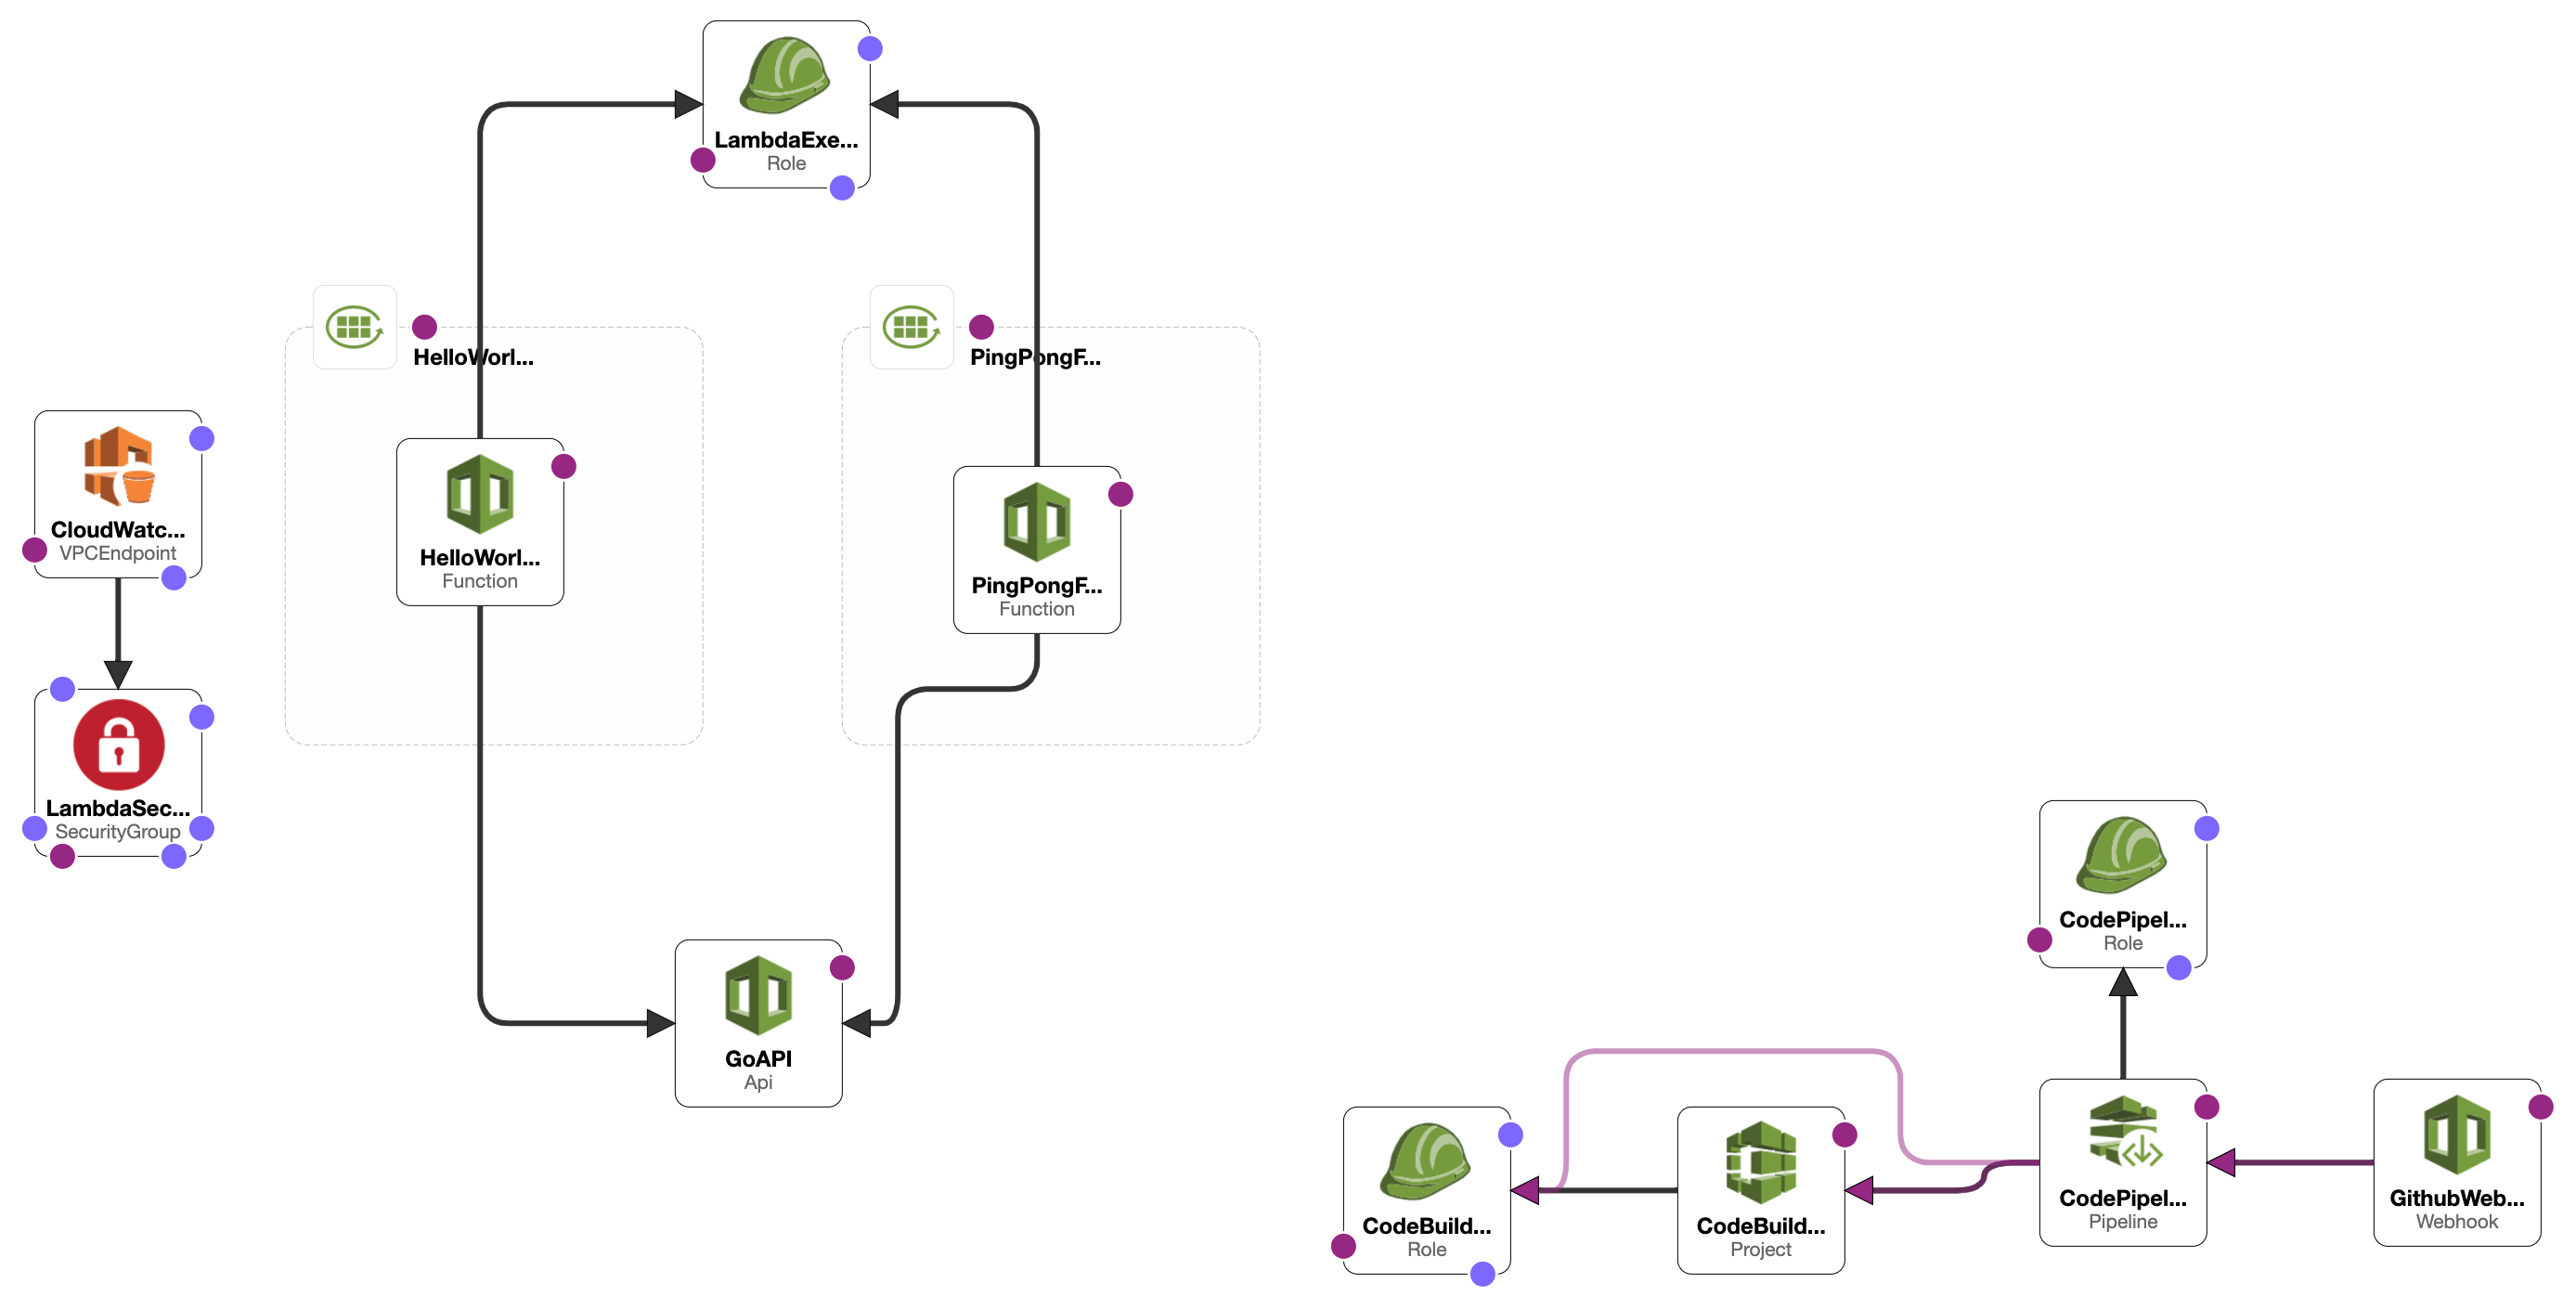 LambdaExe...
Role
HelloWorl...
PingPongF...
CloudWatc...
VPCEndpoint
HelloWorl...
Function
PingPongF...
Function
LambdaSec...
SecurityGroup
CodePipel...
Role
GoAPI
Api
CodeBuild...
Role
CodeBuild...
Project
CodePipel...
Pipeline
GithubWeb...
Webhook